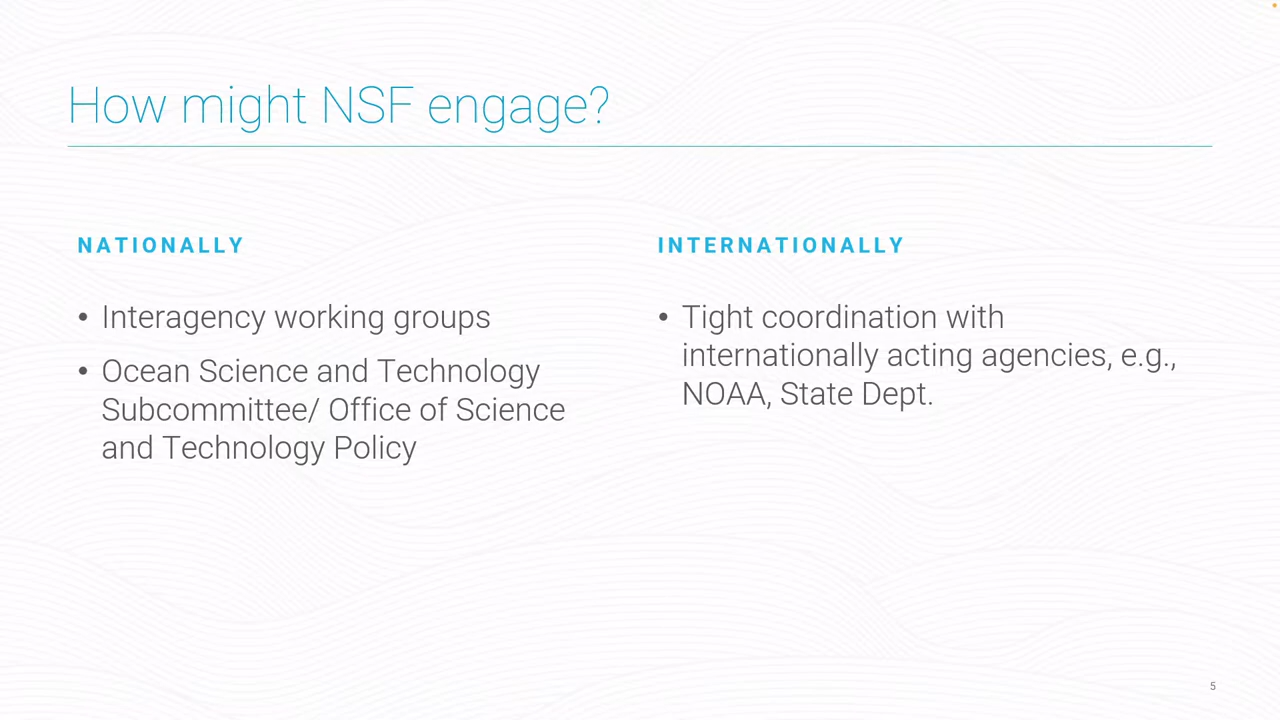 How might NSF engage?
NATIONALLY
• Interagency working groups
• Ocean Science and Technology
Subcommittee/ Office of Science
and Technology Policy
INTERNATIONALLY
• Tight coordination with
internationally acting agencies, e.g.,
NOAA, State Dept.
5